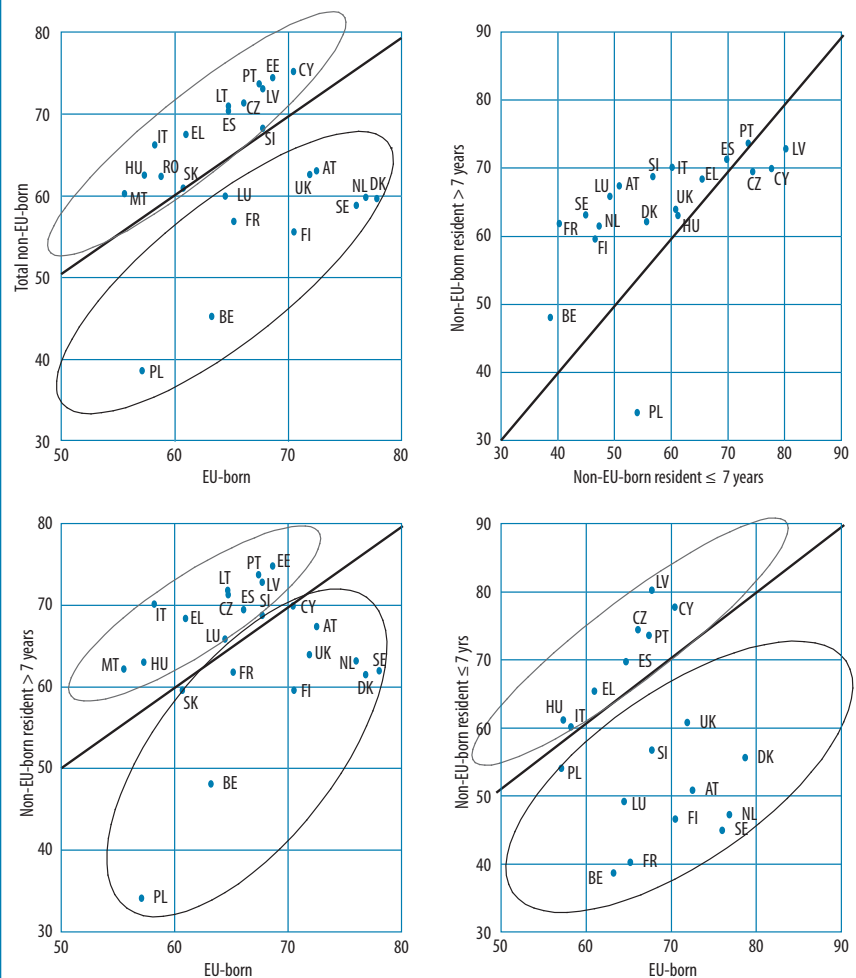 80
70
60
50
40
30
Total non-EU-born
PT EE CY
LT LV
CZ
ES
IT EL SI
HU RO SK
MT
AT
UK
LU NL DK
SE
FR
FI
BE
PL
50 60 70 80
EU-born
90
80
70
60
50
40
30
Non-EU-born resident > 7 years
PT
ES LV
SI IT
EL CZ CY
LU AT
SE DK UK
FR NL HU
FI
BE
PL
30 40 50 60 70 80 90
Non-EU-born resident ≤ 7 years
80
70
60
50
40
30
Non-EU-born resident > 7 years
PT EE
LT LV
ES SI
CZ CY
IT EL
LU AT
MT HU UK NL SE
FR
SK FI DK
BE
PL
50 60 70 80
EU-born
90
80
70
60
50
40
30
Non-EU-born resident ≤ 7 yrs
LV
CY
CZ PT
ES
EL
HU IT
UK
SI DK
PL
AT
LU
FI NL
SE
FR
BE
50 60 70 80 90
EU-born